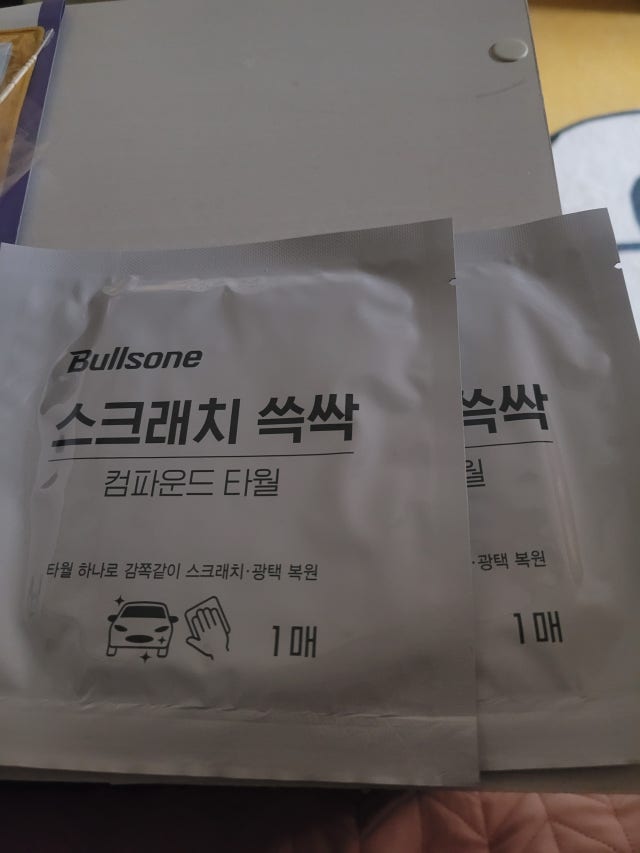 Bullsone
스크래치 쓱싹
컴파운드 타월
타월 하나로 감쪽같이 스크래치·광택 복원
1매
쓱싹
월
·광택 복원
1매